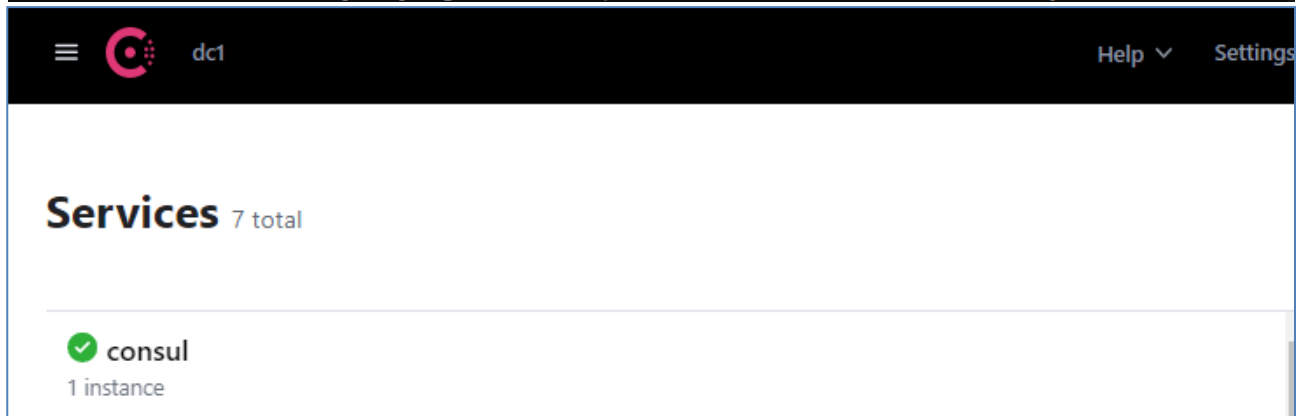 dc1
Help
Settings
Services 7 total
consul
1 instance